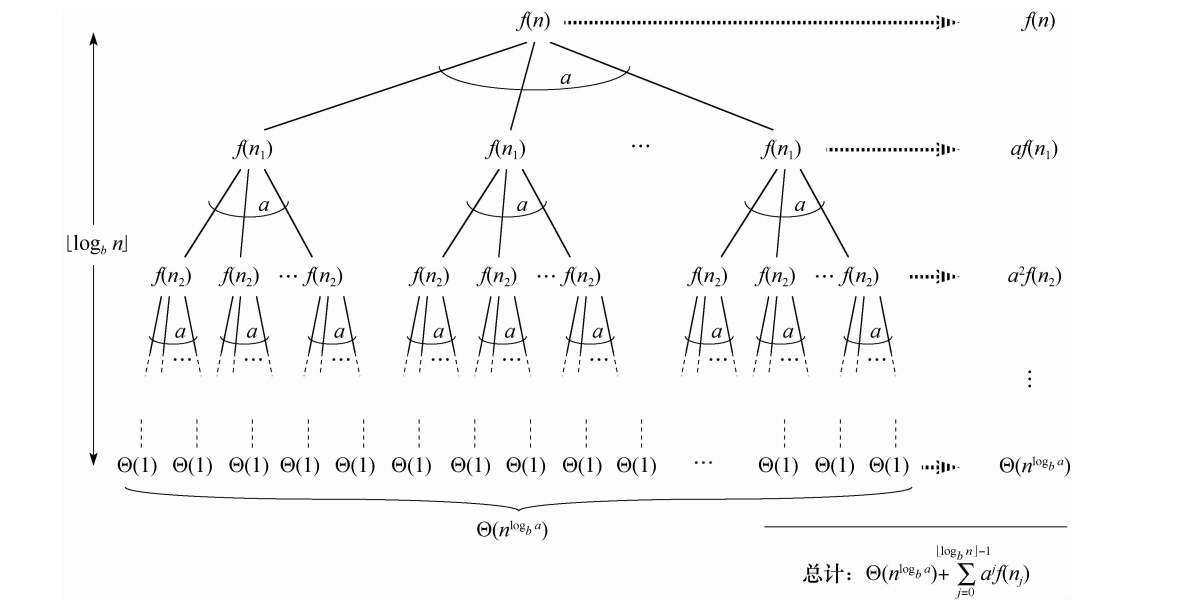 f(n) f(n)
a
f(n₁) f(n₁) ⋯ f(n₁) af(n₁)
a a a
⌊log_b n⌋
f(n₂) f(n₂) ⋯ f(n₂) f(n₂) f(n₂) ⋯ f(n₂) f(n₂) f(n₂) ⋯ f(n₂) a²f(n₂)
a a a a a a a a a
⋯ ⋯ ⋯ ⋯ ⋯ ⋯ ⋯ ⋯ ⋯
⋮
Θ(1) Θ(1) Θ(1) Θ(1) Θ(1) Θ(1) Θ(1) Θ(1) Θ(1) Θ(1) ⋯ Θ(1) Θ(1) Θ(1) Θ(n^{log_b a})
Θ(n^{log_b a})
总计：Θ(n^{log_b a})+ ∑_{j=0}^{⌊log_b n⌋−1} a^j f(n_j)